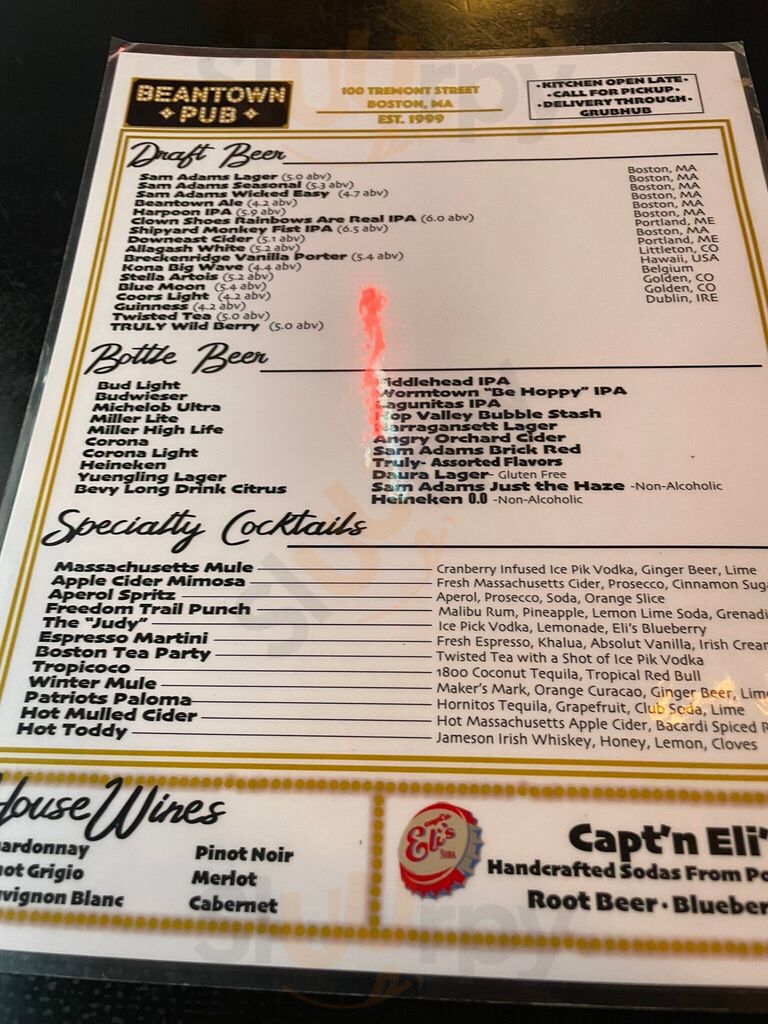 BEANTOWN
PUB
100 TREMONT STREET
BOSTON, MA
EST. 1999
• KITCHEN OPEN LATE •
• CALL FOR PICKUP •
• DELIVERY THROUGH •
GRUBHUB
Draft Beer
Sam Adams Lager (5.0 abv) Boston, MA
Sam Adams Seasonal (5.3 abv) Boston, MA
Sam Adams Wicked Easy (4.7 abv) Boston, MA
Beantown Ale (4.2 abv) Boston, MA
Harpoon IPA (5.9 abv) Boston, MA
Clown Shoes Rainbows Are Real IPA (6.0 abv) Boston, MA
Shipyard Monkey Fist IPA (6.5 abv) Portland, ME
Downeast Cider (5.1 abv) Boston, MA
Allagash White (5.2 abv) Portland, ME
Breckenridge Vanilla Porter (5.4 abv) Littleton, CO
Kona Big Wave (4.4 abv) Hawaii, USA
Stella Artois (5.2 abv) Belgium
Blue Moon (5.4 abv) Golden, CO
Coors Light (4.2 abv) Golden, CO
Guinness (4.2 abv) Dublin, IRE
Twisted Tea (5.0 abv)
TRULY Wild Berry (5.0 abv)
Bottle Beer
Bud Light
Budwieser
Michelob Ultra
Miller Lite
Miller High Life
Corona
Corona Light
Heineken
Yuengling Lager
Bevy Long Drink Citrus
Fiddlehead IPA
Wormtown "Be Hoppy" IPA
Lagunitas IPA
Hop Valley Bubble Stash
Narragansett Lager
Angry Orchard Cider
Sam Adams Brick Red
Truly- Assorted Flavors
Daura Lager- Gluten Free
Sam Adams Just the Haze -Non-Alcoholic
Heineken 0.0 -Non-Alcoholic
Specialty Cocktails
Massachusetts Mule Cranberry Infused Ice Pik Vodka, Ginger Beer, Lime
Apple Cider Mimosa Fresh Massachusetts Cider, Prosecco, Cinnamon Suga
Aperol Spritz Aperol, Prosecco, Soda, Orange Slice
Freedom Trail Punch Malibu Rum, Pineapple, Lemon Lime Soda, Grenadi
The "Judy" Ice Pick Vodka, Lemonade, Eli's Blueberry
Espresso Martini Fresh Espresso, Khalua, Absolut Vanilla, Irish Crear
Boston Tea Party Twisted Tea with a Shot of Ice Pik Vodka
Tropicoco 1800 Coconut Tequila, Tropical Red Bull
Winter Mule Maker's Mark, Orange Curacao, Ginger Beer, Lime
Patriots Paloma Hornitos Tequila, Grapefruit, Club Soda, Lime
Hot Mulled Cider Hot Massachusetts Apple Cider, Bacardi Spiced R
Hot Toddy Jameson Irish Whiskey, Honey, Lemon, Cloves
House Wines
ardonnay
ot Grigio
uvignon Blanc
Pinot Noir
Merlot
Cabernet
capt'n
Eli's
SODA
Capt'n Eli'
Handcrafted Sodas From Po
Root Beer • Blueber
slurpy